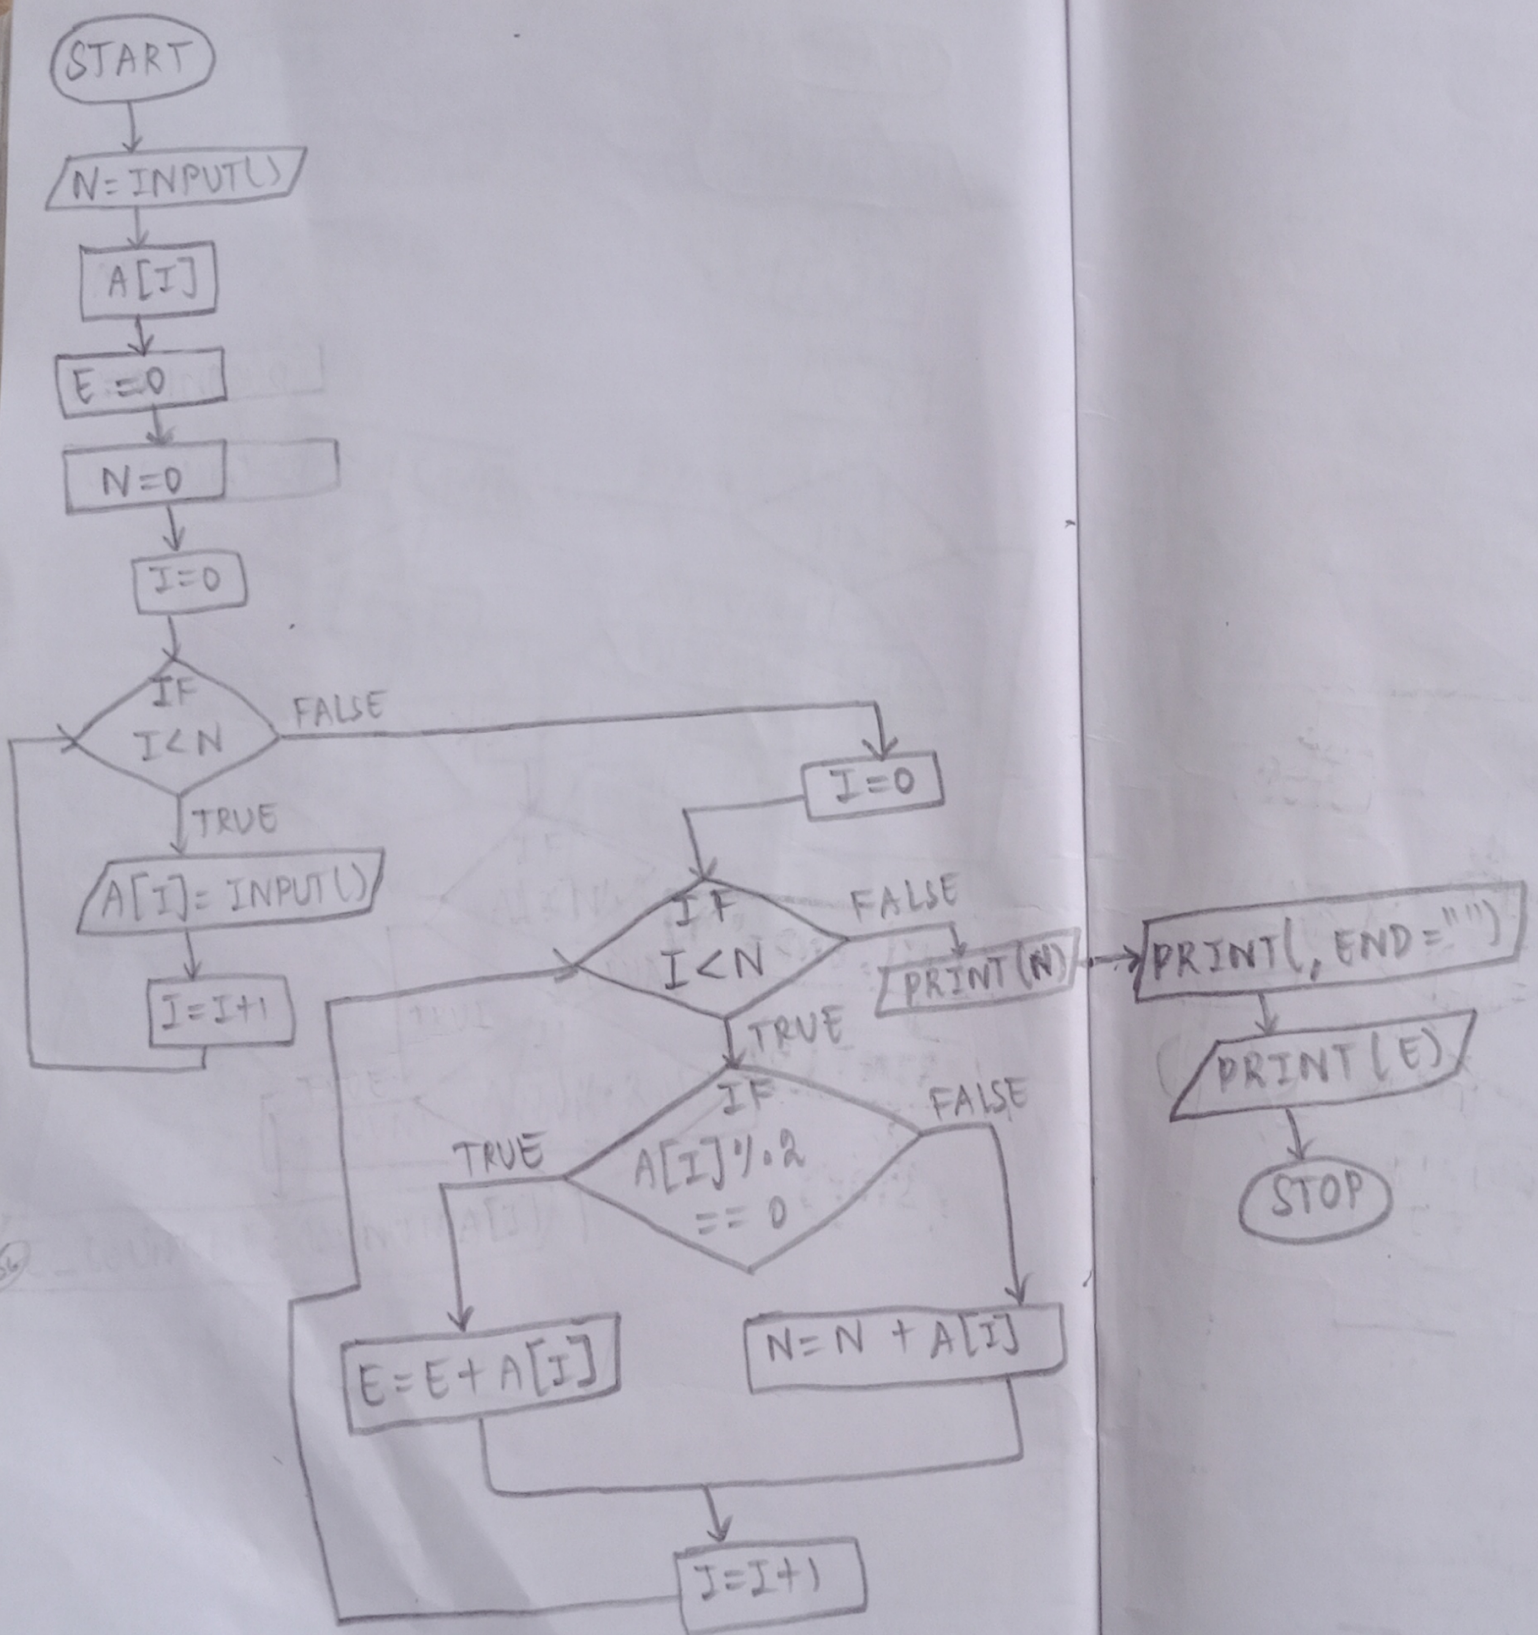 START
N=INPUT()
A[I]
E=0
N=0
I=0
IF
I<N
FALSE
TRUE
A[I]=INPUT()
I=I+1
I=0
IF
I<N
FALSE
TRUE
PRINT(N)
PRINT(, END="")
PRINT(E)
STOP
IF
A[I]%2
== 0
TRUE
FALSE
E=E+A[I]
N=N + A[I]
I=I+1